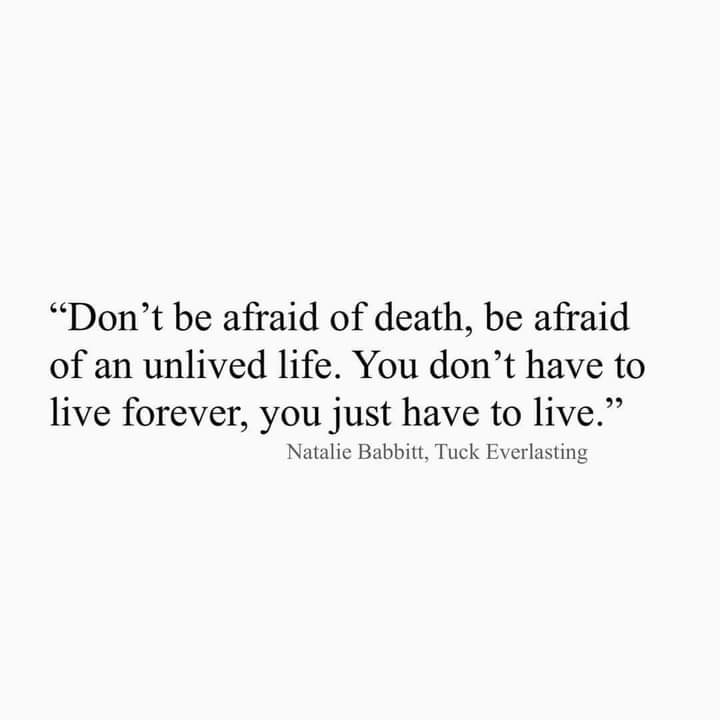 “Don’t be afraid of death, be afraid
of an unlived life. You don’t have to
live forever, you just have to live.”
Natalie Babbitt, Tuck Everlasting